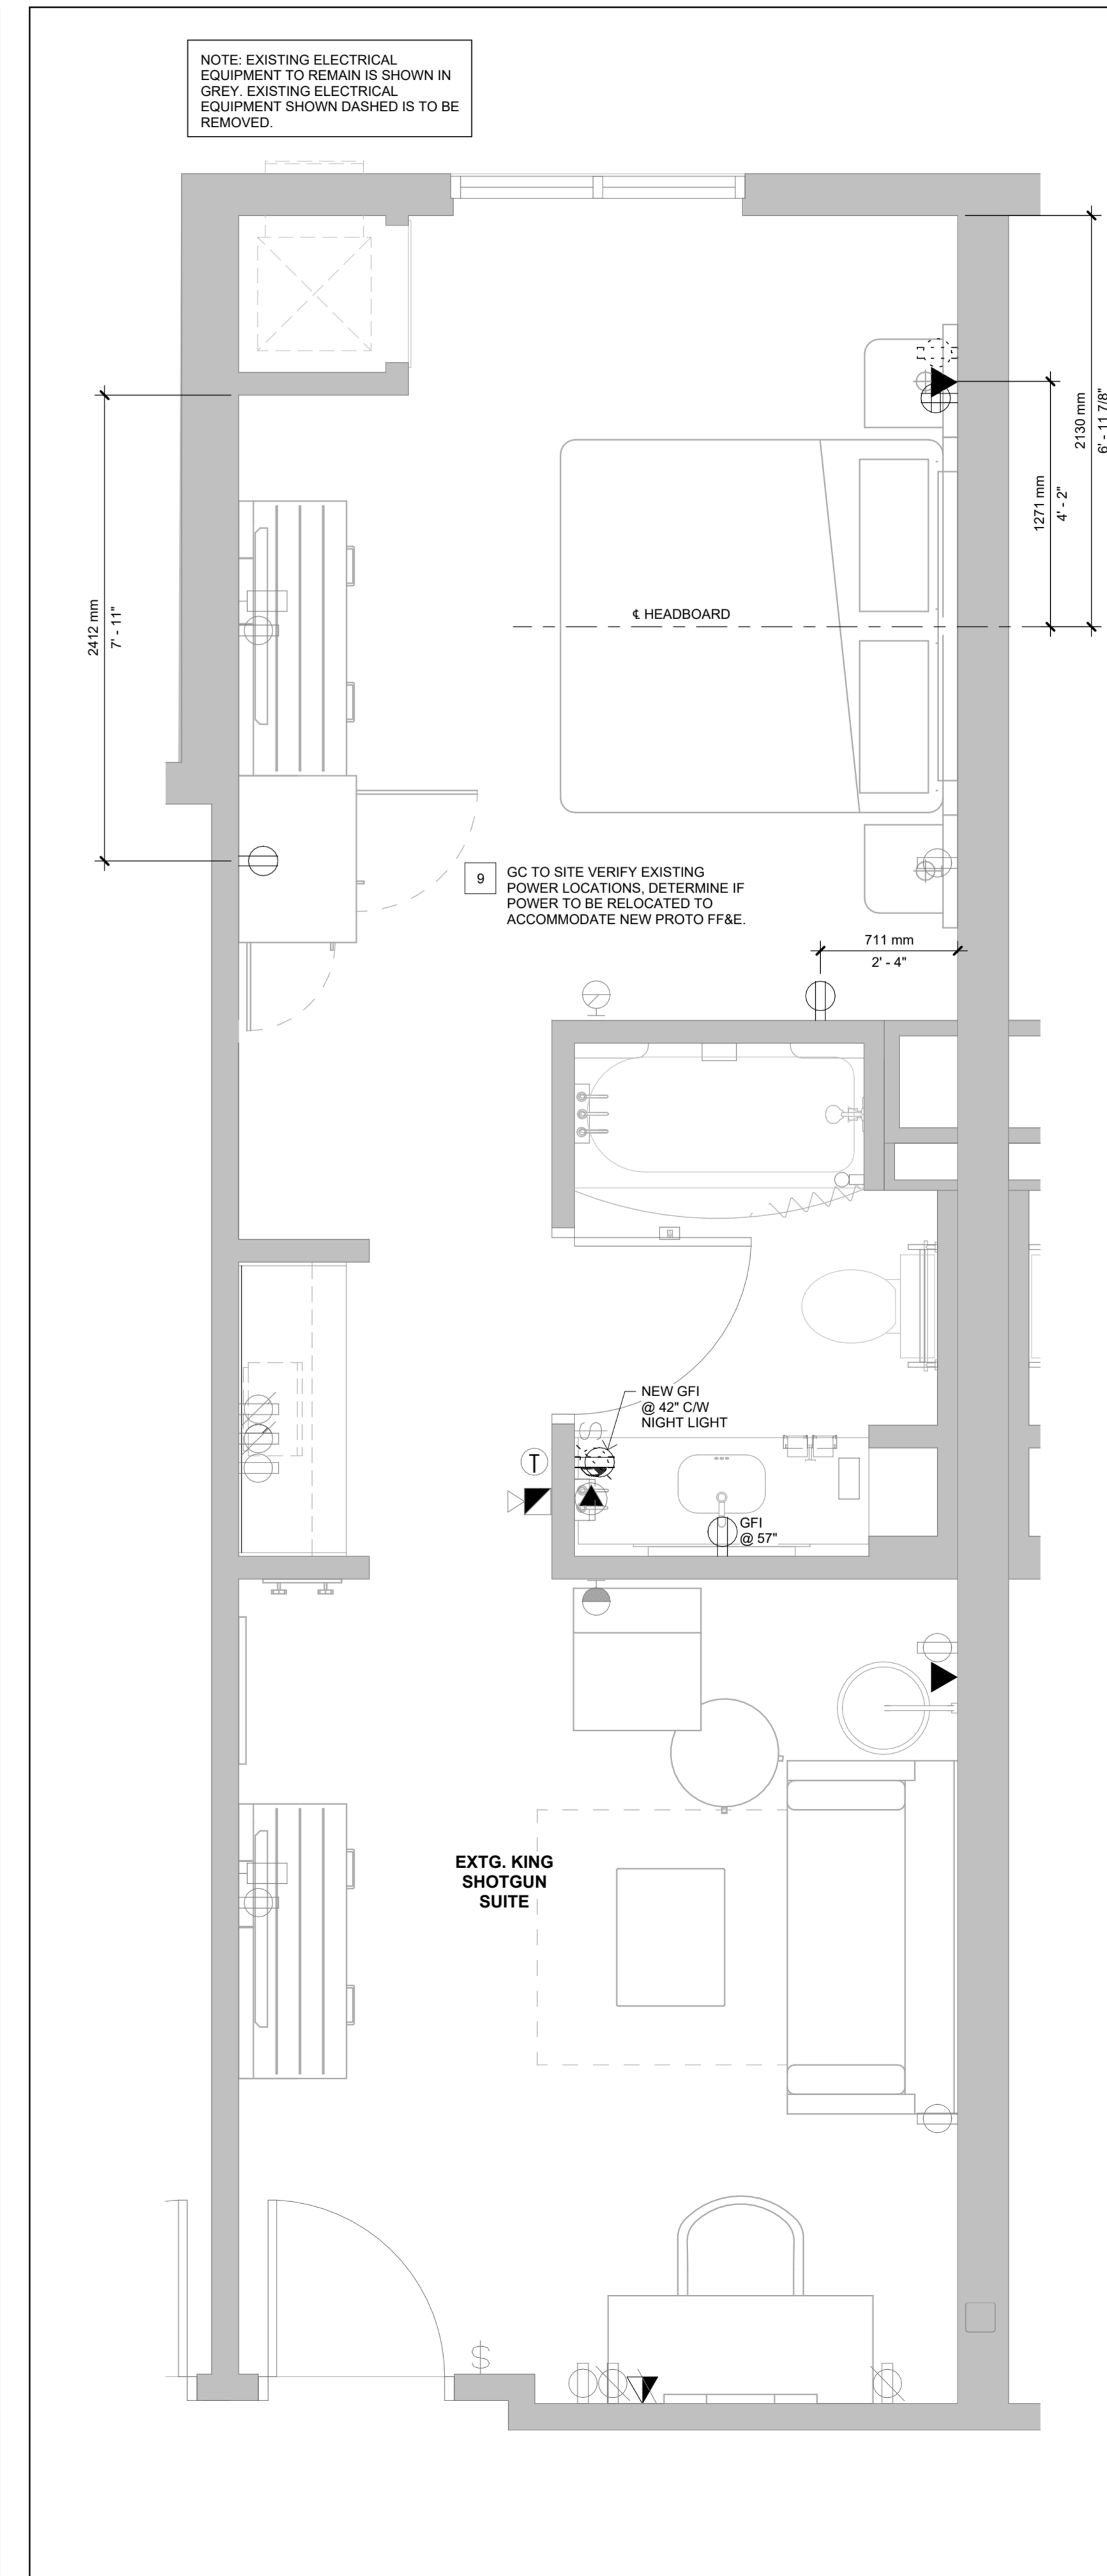 NOTE: EXISTING ELECTRICAL
EQUIPMENT TO REMAIN IS SHOWN IN
GREY. EXISTING ELECTRICAL
EQUIPMENT SHOWN DASHED IS TO BE
REMOVED.
2130 mm
6' - 11 7/8"
1271 mm
4' - 2"
2412 mm
7' - 11"
℄ HEADBOARD
9
GC TO SITE VERIFY EXISTING
POWER LOCATIONS, DETERMINE IF
POWER TO BE RELOCATED TO
ACCOMMODATE NEW PROTO FF&E.
711 mm
2' - 4"
NEW GFI
@ 42" C/W
NIGHT LIGHT
S
T
GFI
@ 57"
EXTG. KING
SHOTGUN
SUITE
S